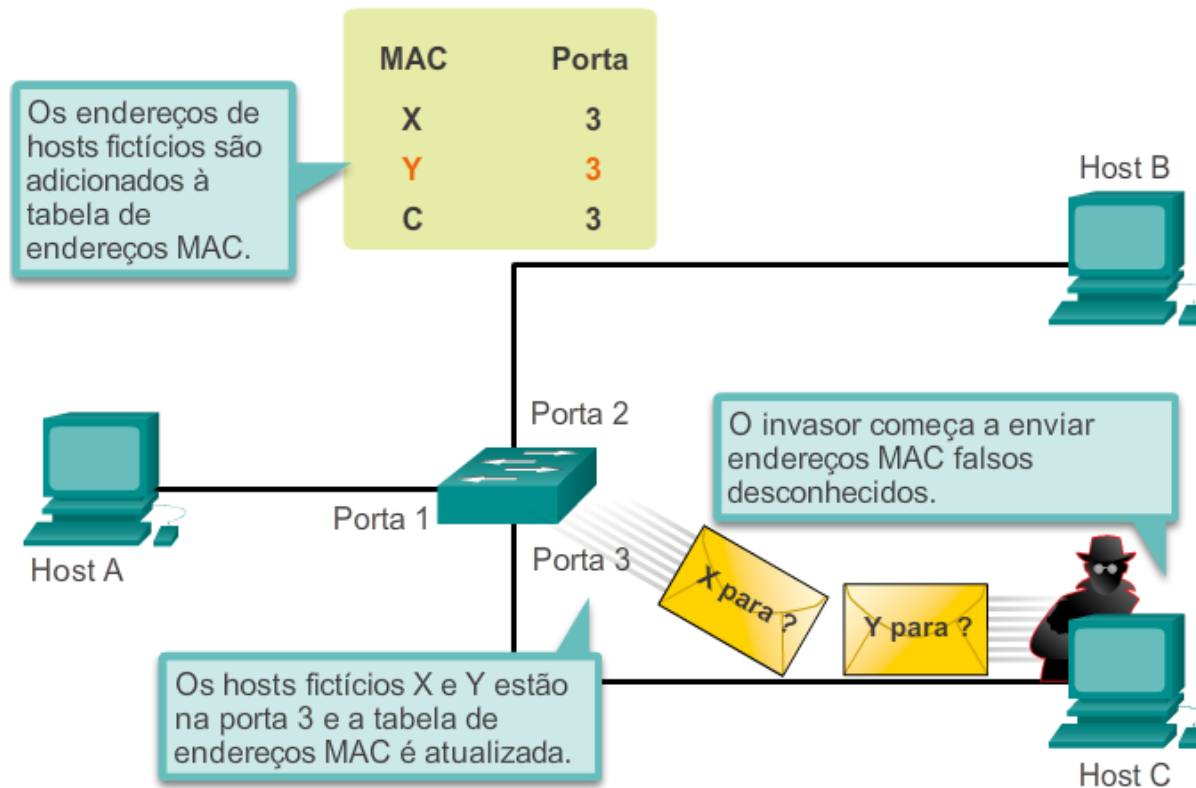 MAC Porta
X 3
Y 3
C 3
Os endereços de
hosts fictícios são
adicionados à
tabela de
endereços MAC.
Host B
Porta 2
O invasor começa a enviar
endereços MAC falsos
desconhecidos.
Porta 1
Host A
Porta 3
X para ?
Y para ?
Os hosts fictícios X e Y estão
na porta 3 e a tabela de
endereços MAC é atualizada.
Host C